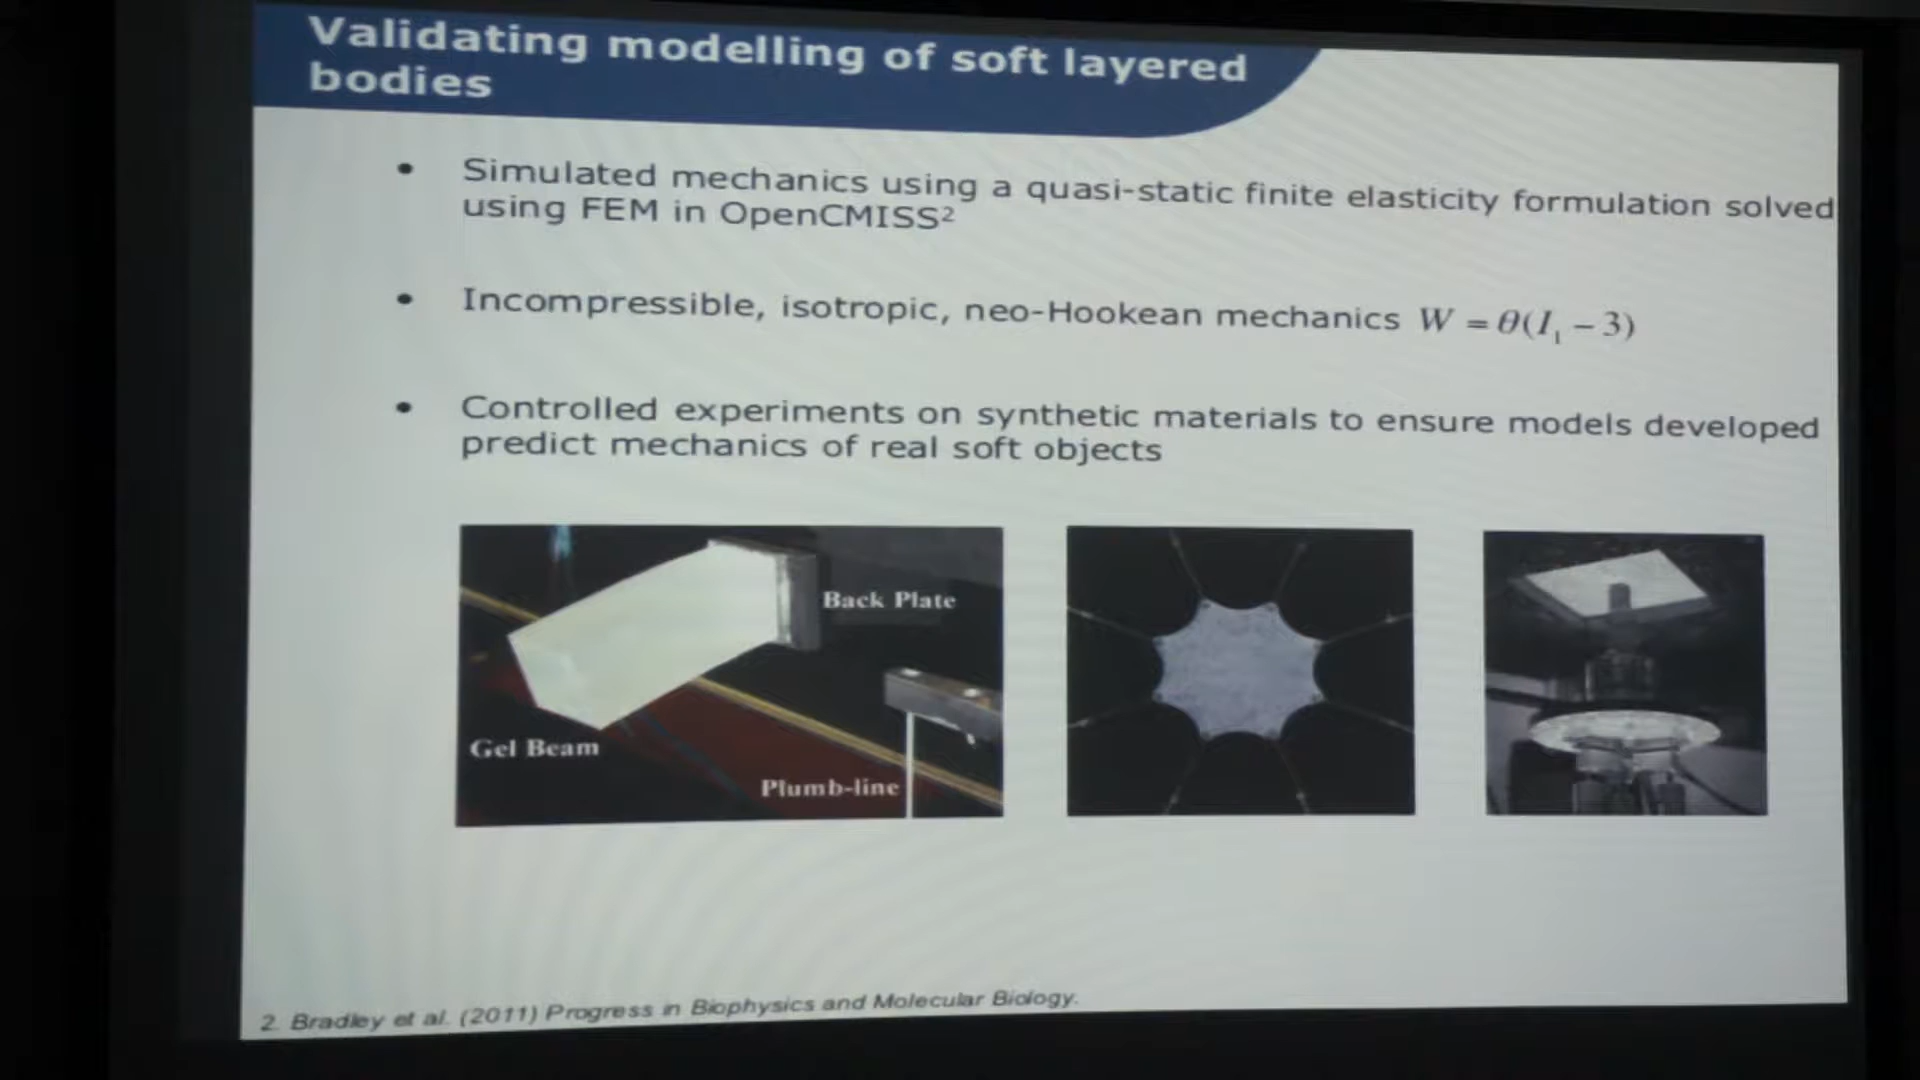 Validating modelling of soft layered
bodies
• Simulated mechanics using a quasi-static finite elasticity formulation solved
using FEM in OpenCMISS²
• Incompressible, isotropic, neo-Hookean mechanics W = θ(I₁ − 3)
• Controlled experiments on synthetic materials to ensure models developed
predict mechanics of real soft objects
Back Plate
Gel Beam
Plumb-line
2. Bradley et al. (2011) Progress in Biophysics and Molecular Biology.